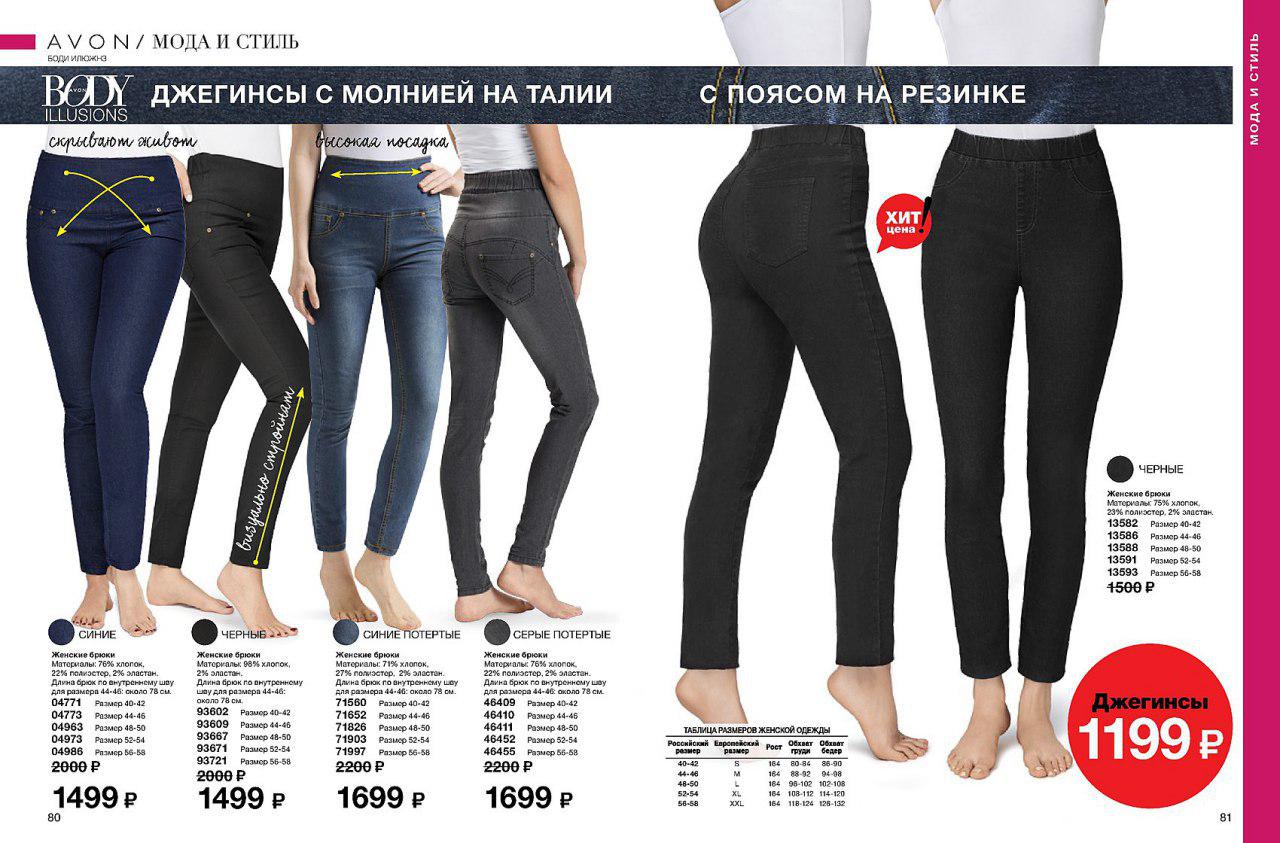 AVON / МОДА И СТИЛЬ
БОДИ ИЛЮЖНЗ
AVON
BODY
ILLUSIONS
ДЖЕГИНСЫ С МОЛНИЕЙ НА ТАЛИИ
С ПОЯСОМ НА РЕЗИНКЕ
МОДА И СТИЛЬ
скрывают живот
высокая посадка
визуально стройнят
ХИТ
цена!
СИНИЕ
Женские брюки
Материалы: 76% хлопок,
22% полиэстер, 2% эластан.
Длина брюк по внутреннему шву
для размера 44-46: около 78 см.
04771 Размер 40-42
04773 Размер 44-46
04963 Размер 48-50
04973 Размер 52-54
04986 Размер 56-58
2000 ₽
1499 ₽
80
ЧЕРНЫЕ
Женские брюки
Материалы: 98% хлопок,
2% эластан.
Длина брюк по внутреннему
шву для размера 44-46:
около 78 см.
93602 Размер 40-42
93609 Размер 44-46
93667 Размер 48-50
93671 Размер 52-54
93721 Размер 56-58
2000 ₽
1499 ₽
СИНИЕ ПОТЕРТЫЕ
Женские брюки
Материалы: 71% хлопок,
27% полиэстер, 2% эластан.
Длина брюк по внутреннему шву
для размера 44-46: около 78 см.
71560 Размер 40-42
71652 Размер 44-46
71826 Размер 48-50
71903 Размер 52-54
71997 Размер 56-58
2200 ₽
1699 ₽
СЕРЫЕ ПОТЕРТЫЕ
Женские брюки
Материалы: 76% хлопок,
22% полиэстер, 2% эластан.
Длина брюк по внутреннему шву
для размера 44-46: около 78 см.
46409 Размер 40-42
46410 Размер 44-46
46411 Размер 48-50
46452 Размер 52-54
46455 Размер 56-58
2200 ₽
1699 ₽
ТАБЛИЦА РАЗМЕРОВ ЖЕНСКОЙ ОДЕЖДЫ
Российский размер Европейский размер Рост Обхват груди Обхват бедер
40-42 S 164 80-84 86-90
44-46 M 164 88-92 94-98
48-50 L 164 96-102 102-108
52-54 XL 164 108-112 114-120
56-58 XXL 164 118-124 126-132
ЧЕРНЫЕ
Женские брюки
Материалы: 75% хлопок,
23% полиэстер, 2% эластан.
13582 Размер 40-42
13586 Размер 44-46
13588 Размер 48-50
13591 Размер 52-54
13593 Размер 56-58
1500 ₽
Джегинсы
1199 ₽
81